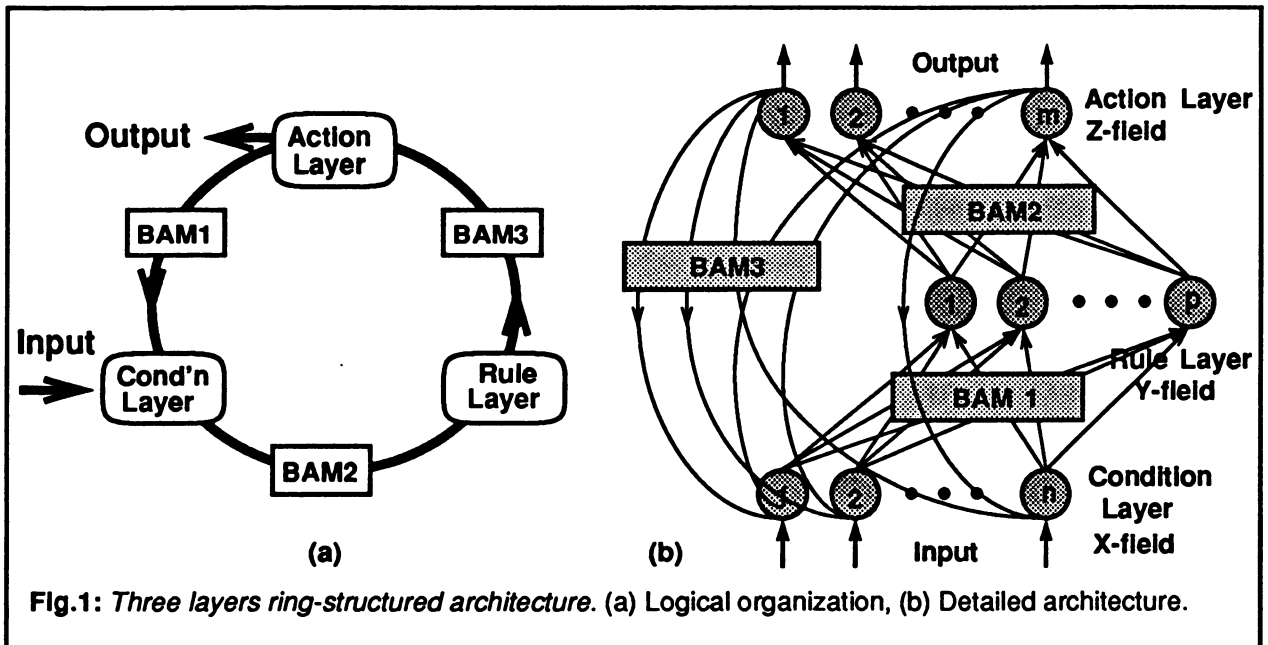 Output
Action
Layer
BAM1
BAM3
Input
Cond'n
Layer
Rule
Layer
BAM2
(a)
Output
1
2
m
Action Layer
Z-field
BAM2
BAM3
1
2
p
Rule Layer
Y-field
BAM 1
1
2
n
Condition
Layer
X-field
Input
(b)
Fig.1: Three layers ring-structured architecture. (a) Logical organization, (b) Detailed architecture.